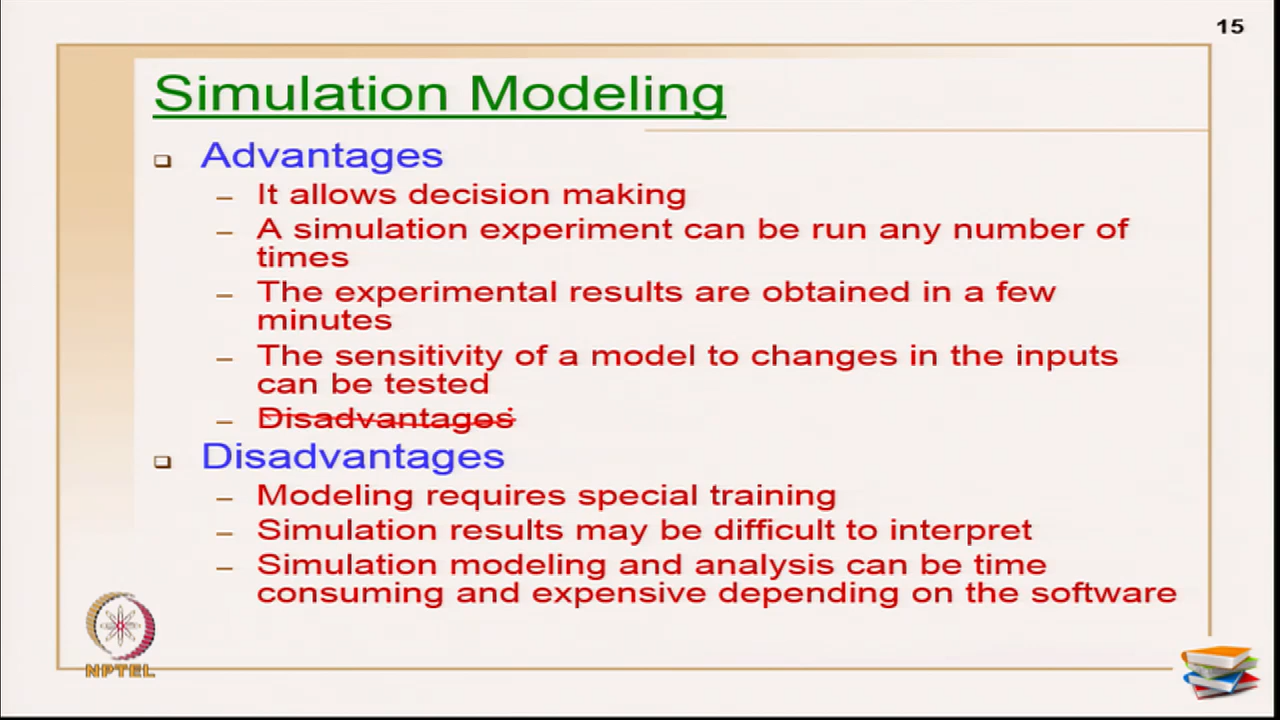 15
Simulation Modeling
Advantages
– It allows decision making
– A simulation experiment can be run any number of
times
– The experimental results are obtained in a few
minutes
– The sensitivity of a model to changes in the inputs
can be tested
– Disadvantages
Disadvantages
– Modeling requires special training
– Simulation results may be difficult to interpret
– Simulation modeling and analysis can be time
consuming and expensive depending on the software
NPTEL